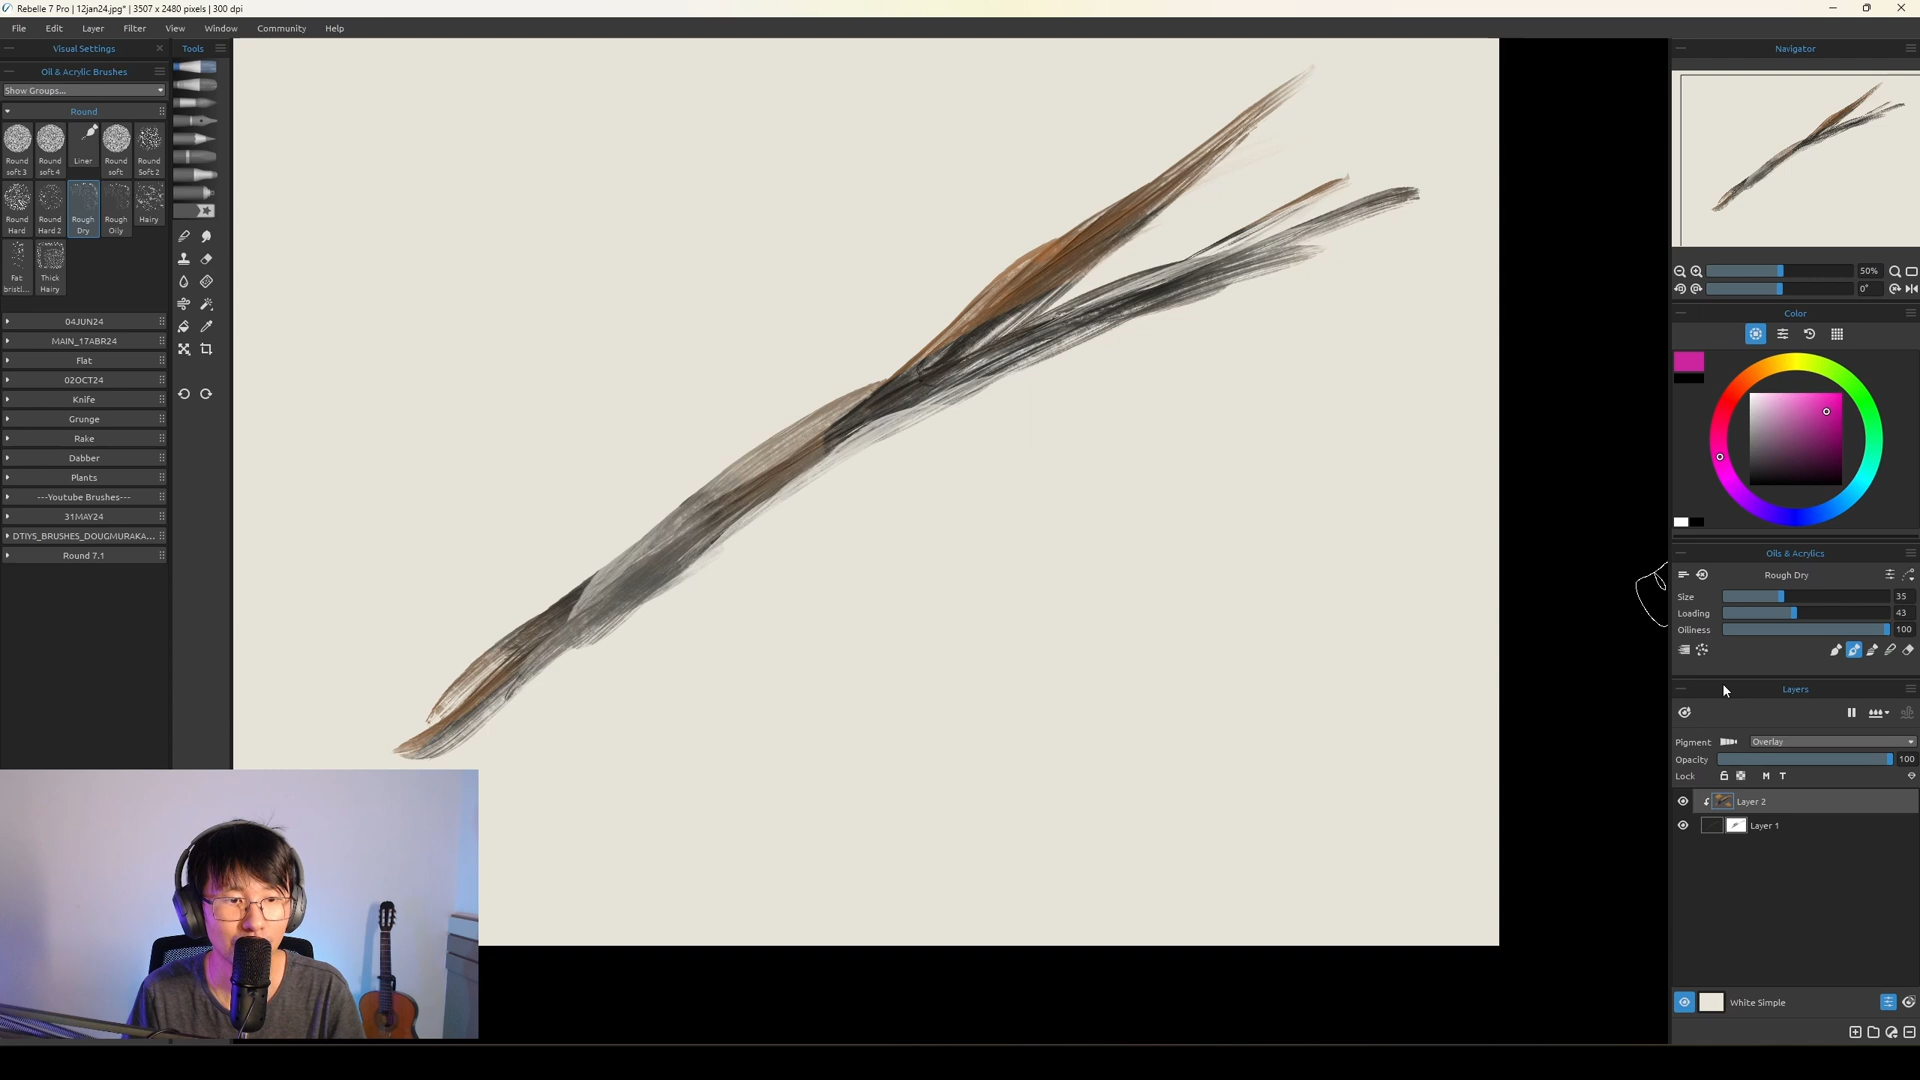 Rebelle 7 Pro | 12jan24.jpg* | 3507 x 2480 pixels | 300 dpi
File Edit Layer Filter View Window Community Help
Visual Settings
Oil & Acrylic Brushes
Show Groups...
Round
Round soft 3
Round soft 4
Liner
Round soft
Round Soft 2
Round Hard
Round Hard 2
Rough Dry
Rough Oily
Hairy
Fat bristl...
Thick Hairy
04JUN24
MAIN_17ABR24
Flat
02OCT24
Knife
Grunge
Rake
Dabber
Plants
---Youtube Brushes---
31MAY24
DTIYS_BRUSHES_DOUGMURAKA...
Round 7.1
Tools
Navigator
50%
0°
Color
Oils & Acrylics
Rough Dry
Size 35
Loading 43
Oiliness 100
Layers
Pigment Overlay
Opacity 100
Lock M T
Layer 2
Layer 1
White Simple